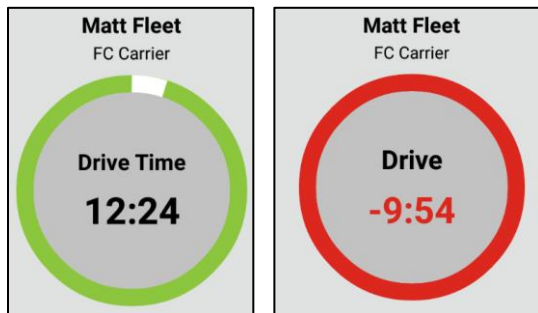 Matt Fleet
FC Carrier
Drive Time
12:24
Matt Fleet
FC Carrier
Drive
-9:54